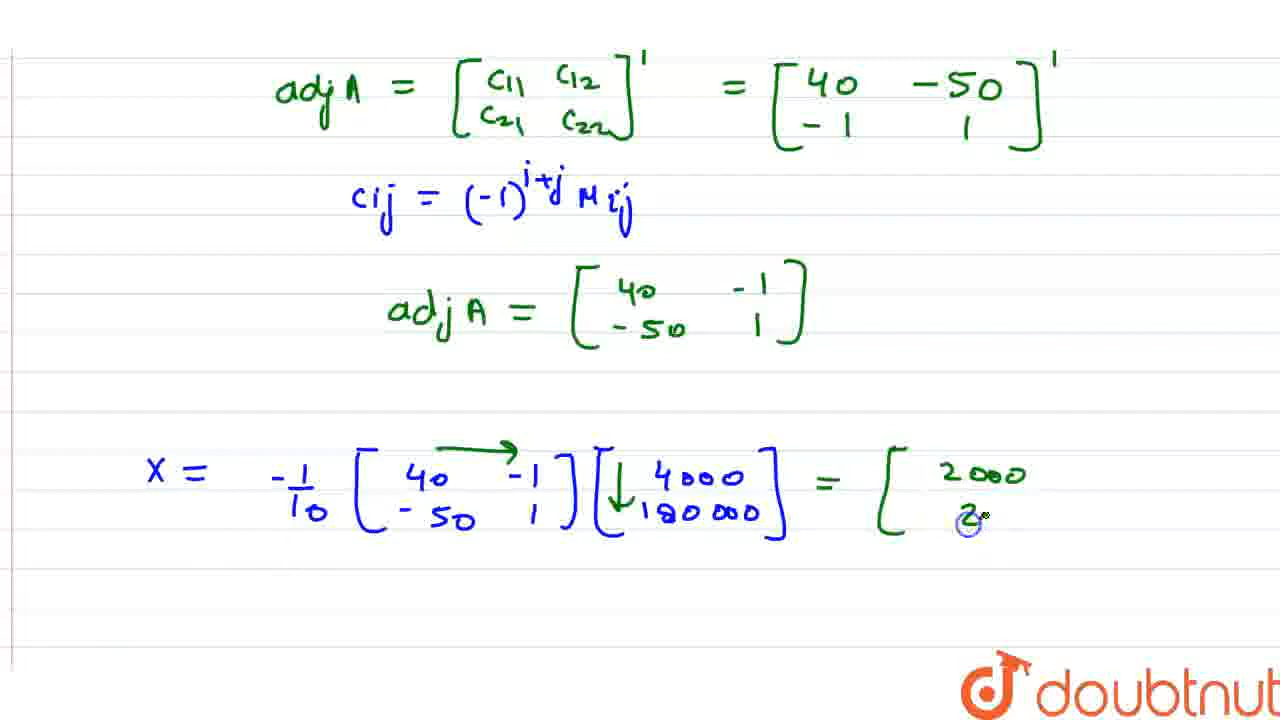 adj A = [ C11 C12 ]' = [ 40 -50 ]'
[ C21 C22 ] [ -1 1 ]
Cij = (-1)^i+j Mij
adj A = [ 40 -1 ]
[ -50 1 ]
X = -1/10 [ 40 -1 ] [ 4000 ] = [ 2000
[ -50 1 ] [ 180000 ] 2
doubtnut